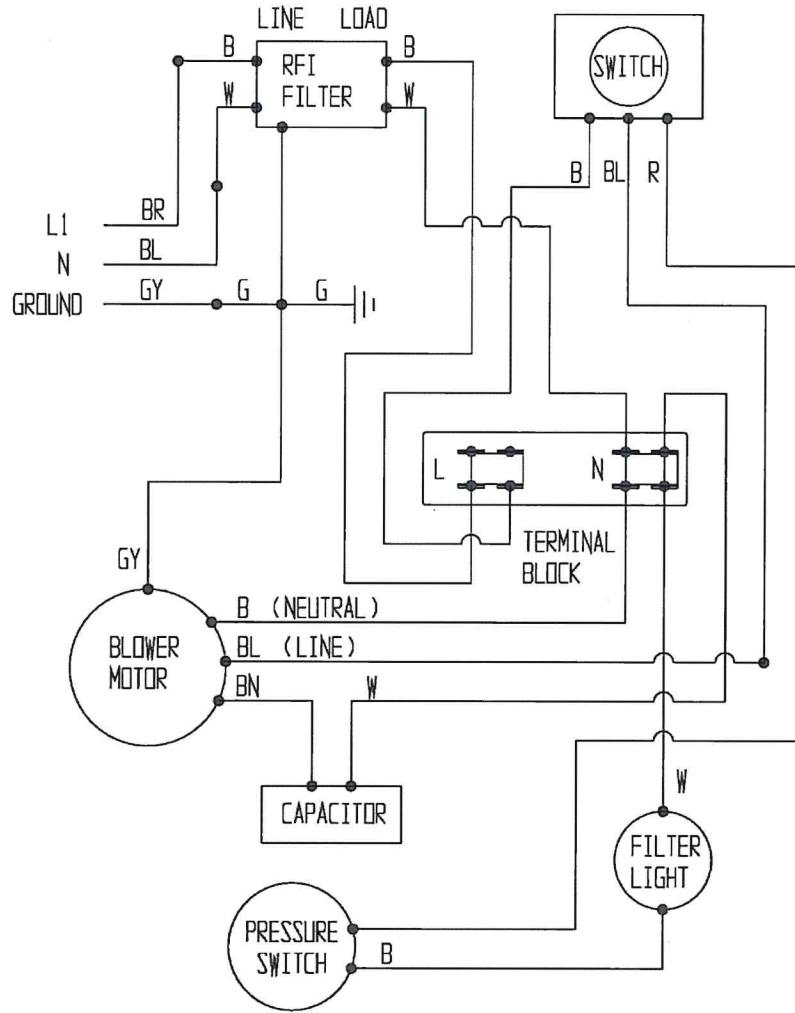 LINE LOAD
B RFI B
W FILTER W
SWITCH
B BL R
L1 BR
N BL
GROUND GY G G
L N
TERMINAL
BLOCK
GY
B (NEUTRAL)
BLOWER
MOTOR
BL (LINE)
BN W
CAPACITOR
W
FILTER
LIGHT
PRESSURE
SWITCH
B